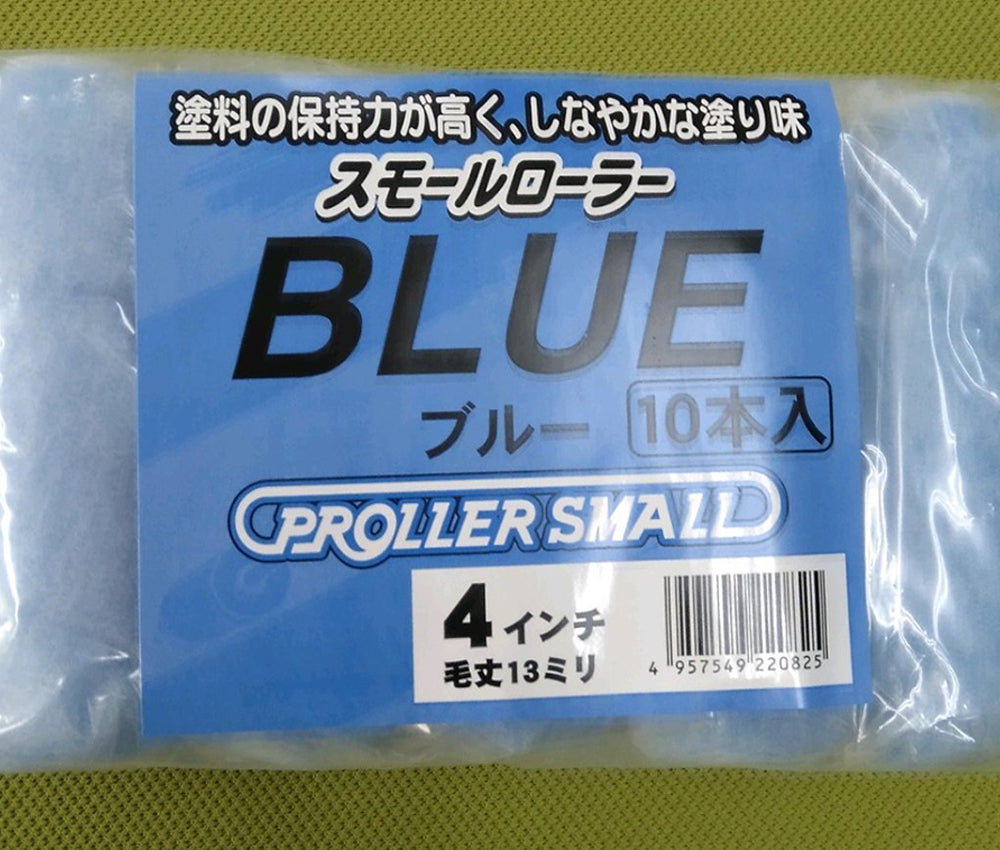 塗料の保持力が高く、しなやかな塗り味
スモールローラー
BLUE
ブルー 10本入
PROLLER SMALL
4インチ
毛丈13ミリ
4 957549 220825